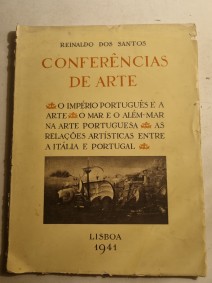 REINALDO DOS SANTOS
CONFERÊNCIAS
DE ARTE
O IMPÉRIO PORTUGUÊS E A
ARTE O MAR E O ALÉM-MAR
NA ARTE PORTUGUESA AS
RELAÇÕES ARTÍSTICAS ENTRE
A ITÁLIA E PORTUGAL
LISBOA
1941